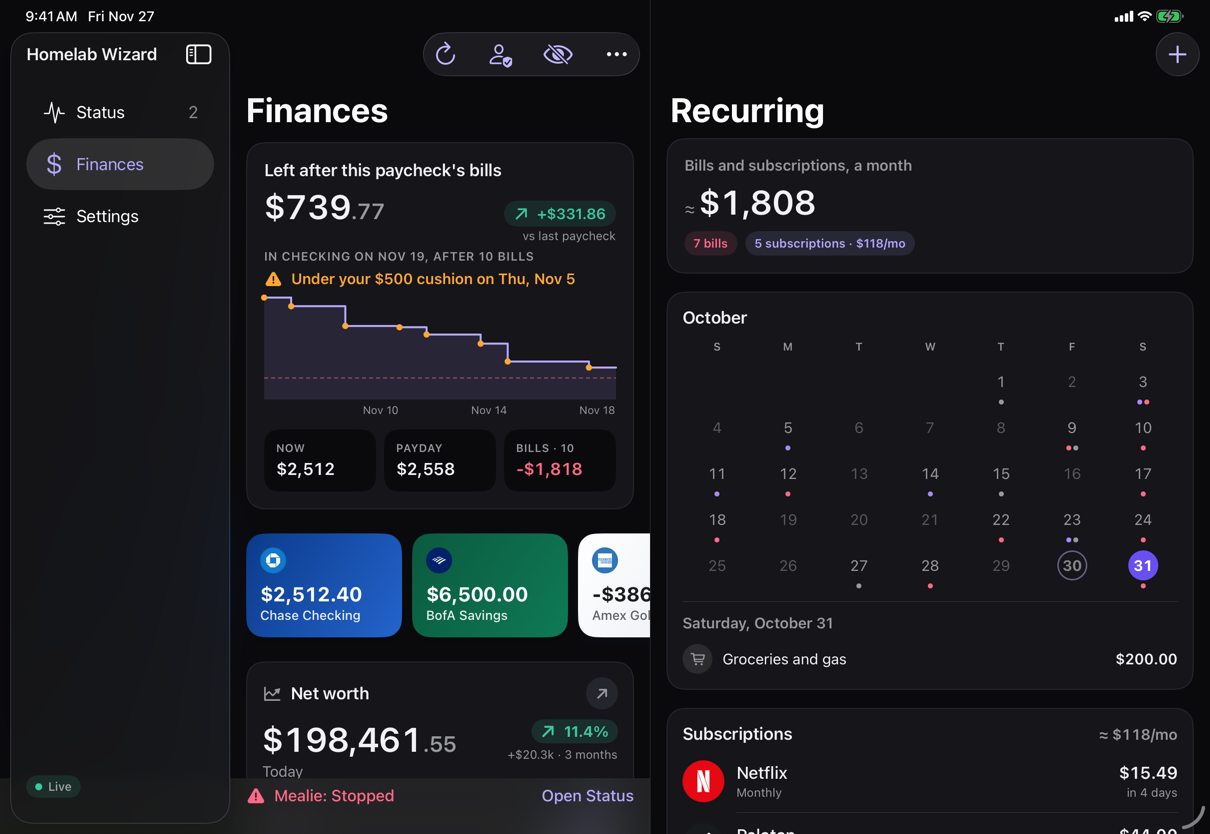 9:41 AM Fri Nov 27
Homelab Wizard
Status 2
Finances
Settings
Live
Finances
Left after this paycheck's bills
$739.77
+$331.86
vs last paycheck
IN CHECKING ON NOV 19, AFTER 10 BILLS
Under your $500 cushion on Thu, Nov 5
Nov 10 Nov 14 Nov 18
NOW
$2,512
PAYDAY
$2,558
BILLS · 10
-$1,818
$2,512.40
Chase Checking
$6,500.00
BofA Savings
-$386
Amex Gol
Net worth
$198,461.55
11.4%
+$20.3k · 3 months
Today
Mealie: Stopped Open Status
Recurring
Bills and subscriptions, a month
≈ $1,808
7 bills 5 subscriptions · $118/mo
October
S M T W T F S
1 2 3
4 5 6 7 8 9 10
11 12 13 14 15 16 17
18 19 20 21 22 23 24
25 26 27 28 29 30 31
Saturday, October 31
Groceries and gas $200.00
Subscriptions ≈ $118/mo
Netflix $15.49
Monthly in 4 days